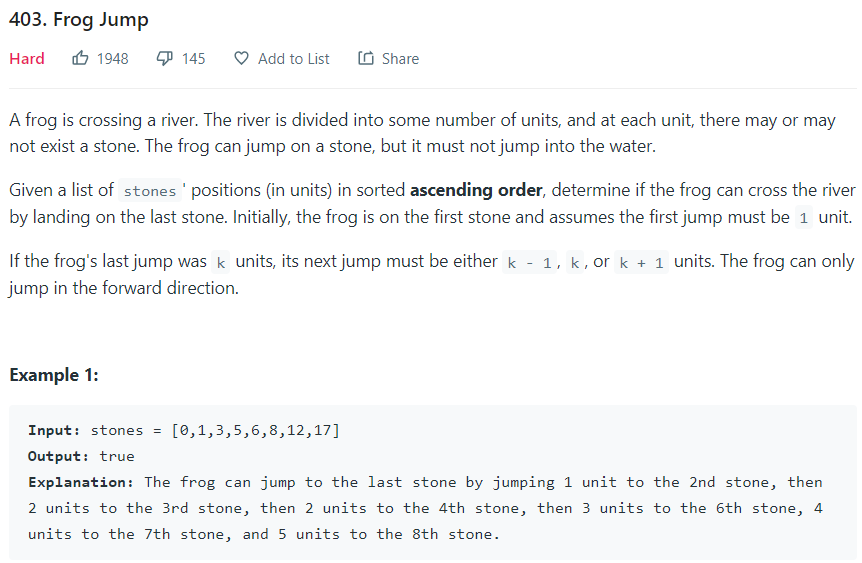 403. Frog Jump
Hard 1948 145 Add to List Share
A frog is crossing a river. The river is divided into some number of units, and at each unit, there may or may
not exist a stone. The frog can jump on a stone, but it must not jump into the water.
Given a list of stones ' positions (in units) in sorted ascending order, determine if the frog can cross the river
by landing on the last stone. Initially, the frog is on the first stone and assumes the first jump must be 1 unit.
If the frog's last jump was k units, its next jump must be either k - 1, k, or k + 1 units. The frog can only
jump in the forward direction.
Example 1:
Input: stones = [0,1,3,5,6,8,12,17]
Output: true
Explanation: The frog can jump to the last stone by jumping 1 unit to the 2nd stone, then
2 units to the 3rd stone, then 2 units to the 4th stone, then 3 units to the 6th stone, 4
units to the 7th stone, and 5 units to the 8th stone.